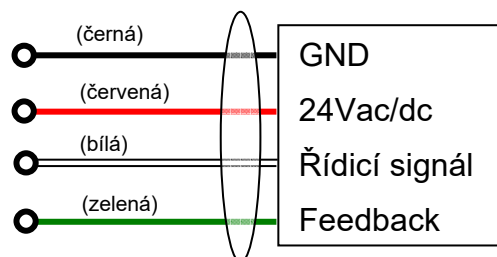 (černá) GND
(červená) 24Vac/dc
(bílá) Řídicí signál
(zelená) Feedback